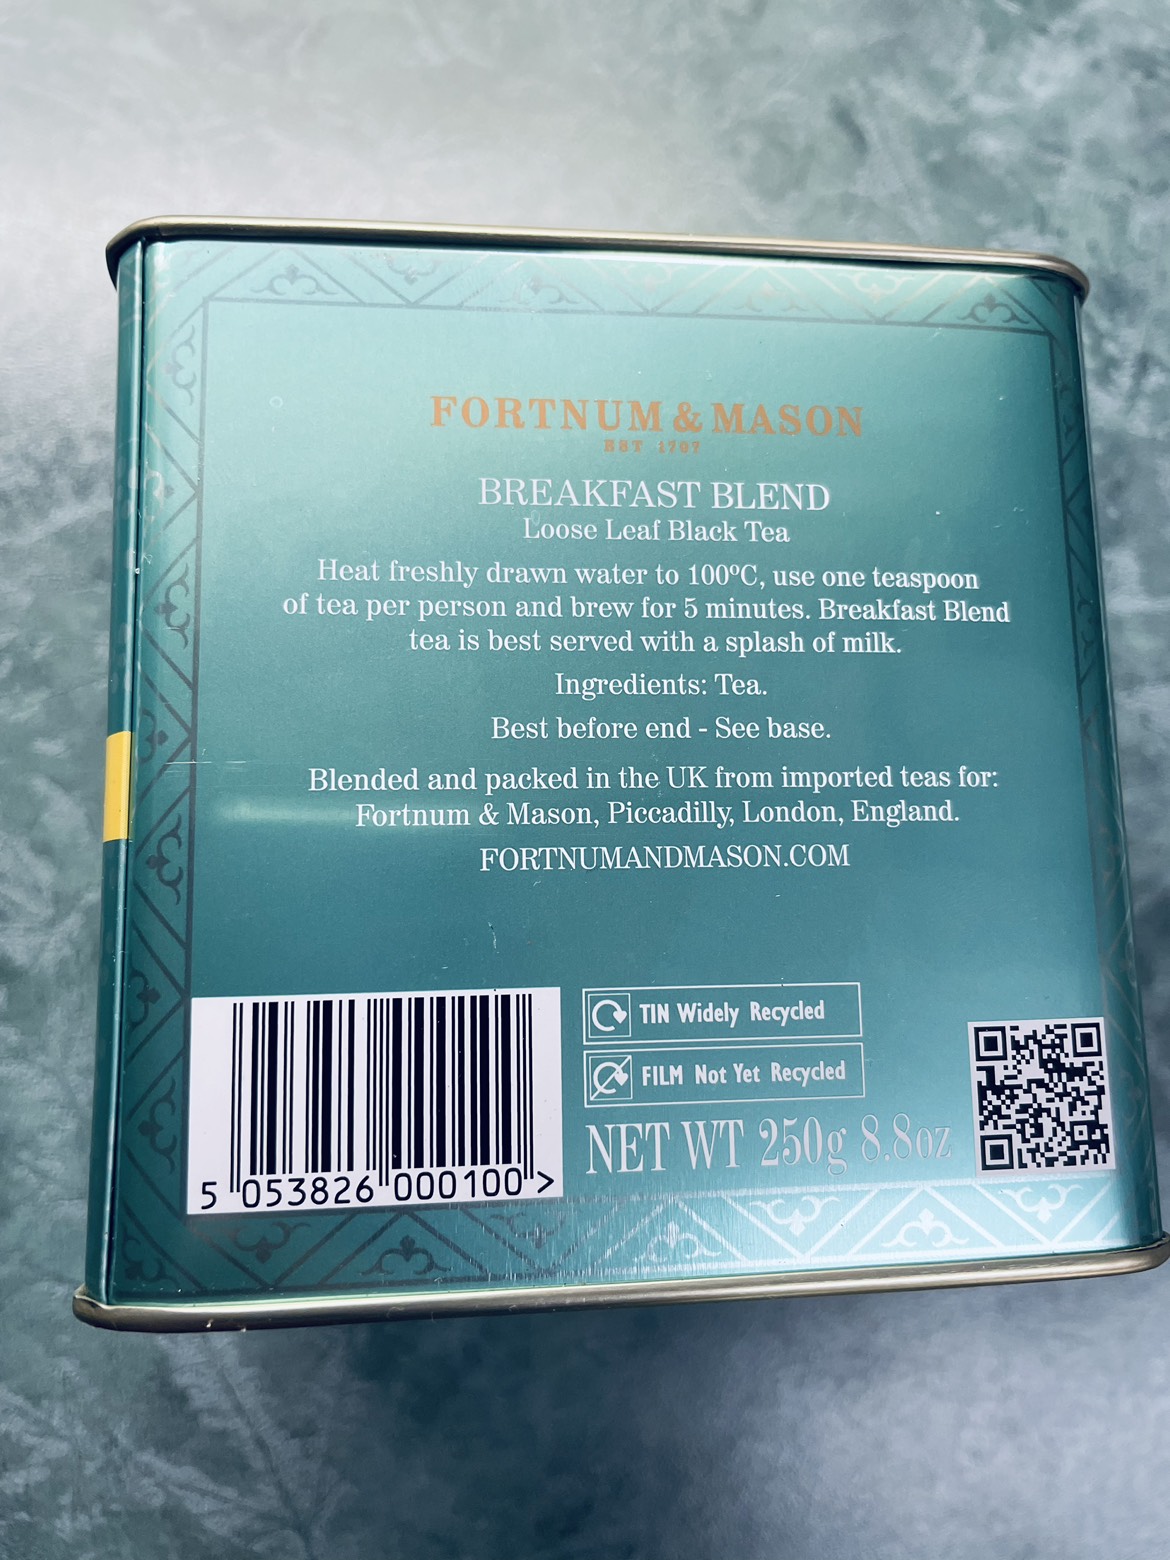 FORTNUM & MASON
EST 1707
BREAKFAST BLEND
Loose Leaf Black Tea
Heat freshly drawn water to 100ºC, use one teaspoon
of tea per person and brew for 5 minutes. Breakfast Blend
tea is best served with a splash of milk.
Ingredients: Tea.
Best before end - See base.
Blended and packed in the UK from imported teas for:
Fortnum & Mason, Piccadilly, London, England.
FORTNUMANDMASON.COM
TIN Widely Recycled
FILM Not Yet Recycled
NET WT 250g 8.8oz
5 053826 000100 >